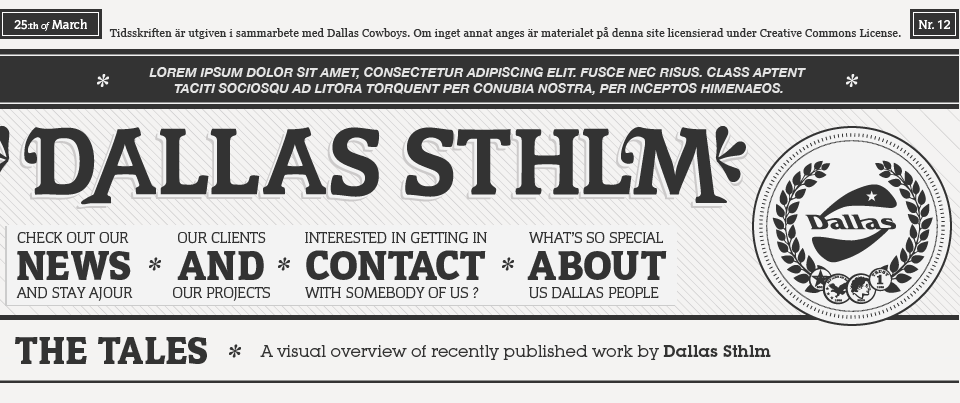 25:th of March
Tidsskriften är utgiven i sammarbete med Dallas Cowboys. Om inget annat anges är materialet på denna site licensierad under Creative Commons License.
Nr. 12
LOREM IPSUM DOLOR SIT AMET, CONSECTETUR ADIPISCING ELIT. FUSCE NEC RISUS. CLASS APTENT
TACITI SOCIOSQU AD LITORA TORQUENT PER CONUBIA NOSTRA, PER INCEPTOS HIMENAEOS.
DALLAS STHLM
Dallas
CHECK OUT OUR
NEWS
AND STAY AJOUR
OUR CLIENTS
AND
OUR PROJECTS
INTERESTED IN GETTING IN
CONTACT
WITH SOMEBODY OF US ?
WHAT'S SO SPECIAL
ABOUT
US DALLAS PEOPLE
1
THE TALES
A visual overview of recently published work by Dallas Sthlm